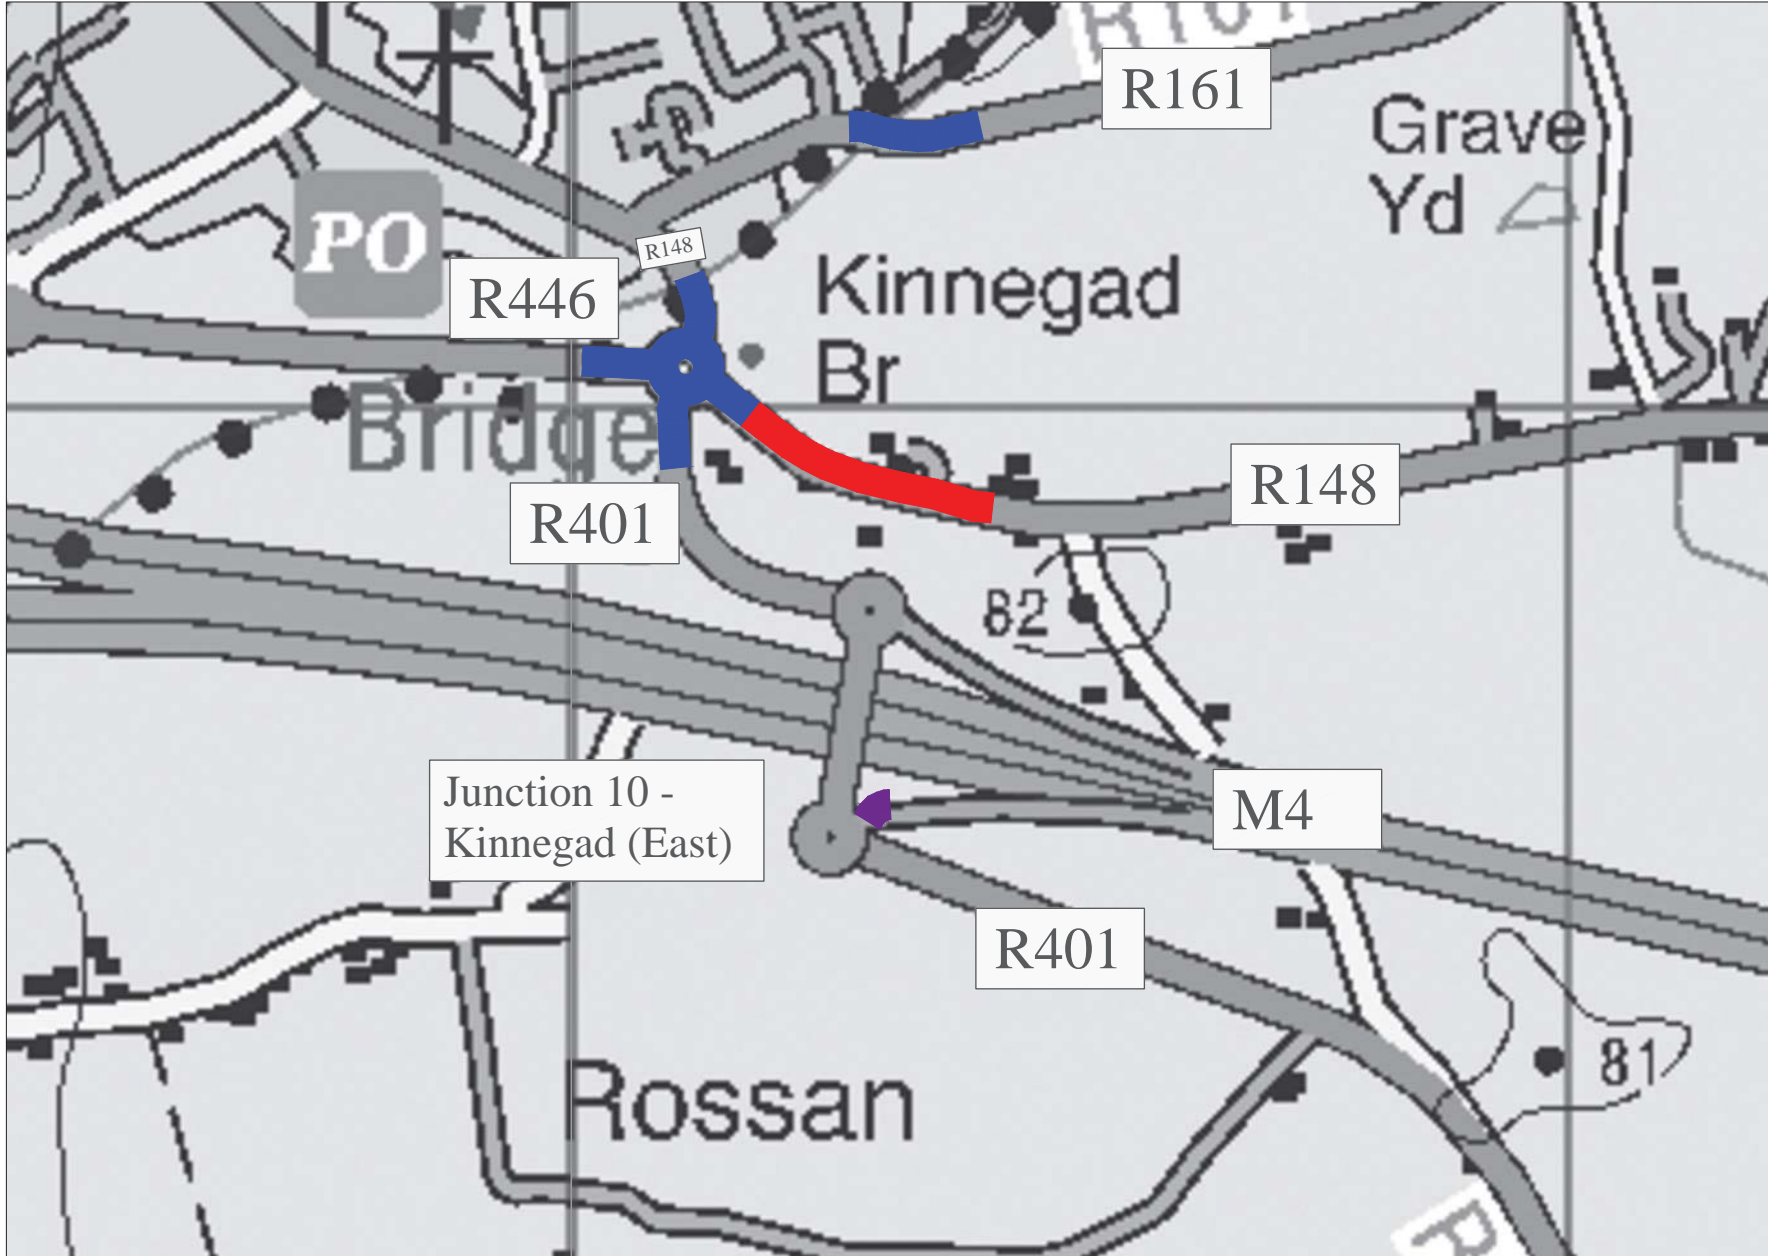 R161
R161
Grave
Yd
PO
R148
R446
Kinnegad
Br
Bridge
R148
R401
82
Junction 10 -
Kinnegad (East)
M4
R401
81
Rossan
R